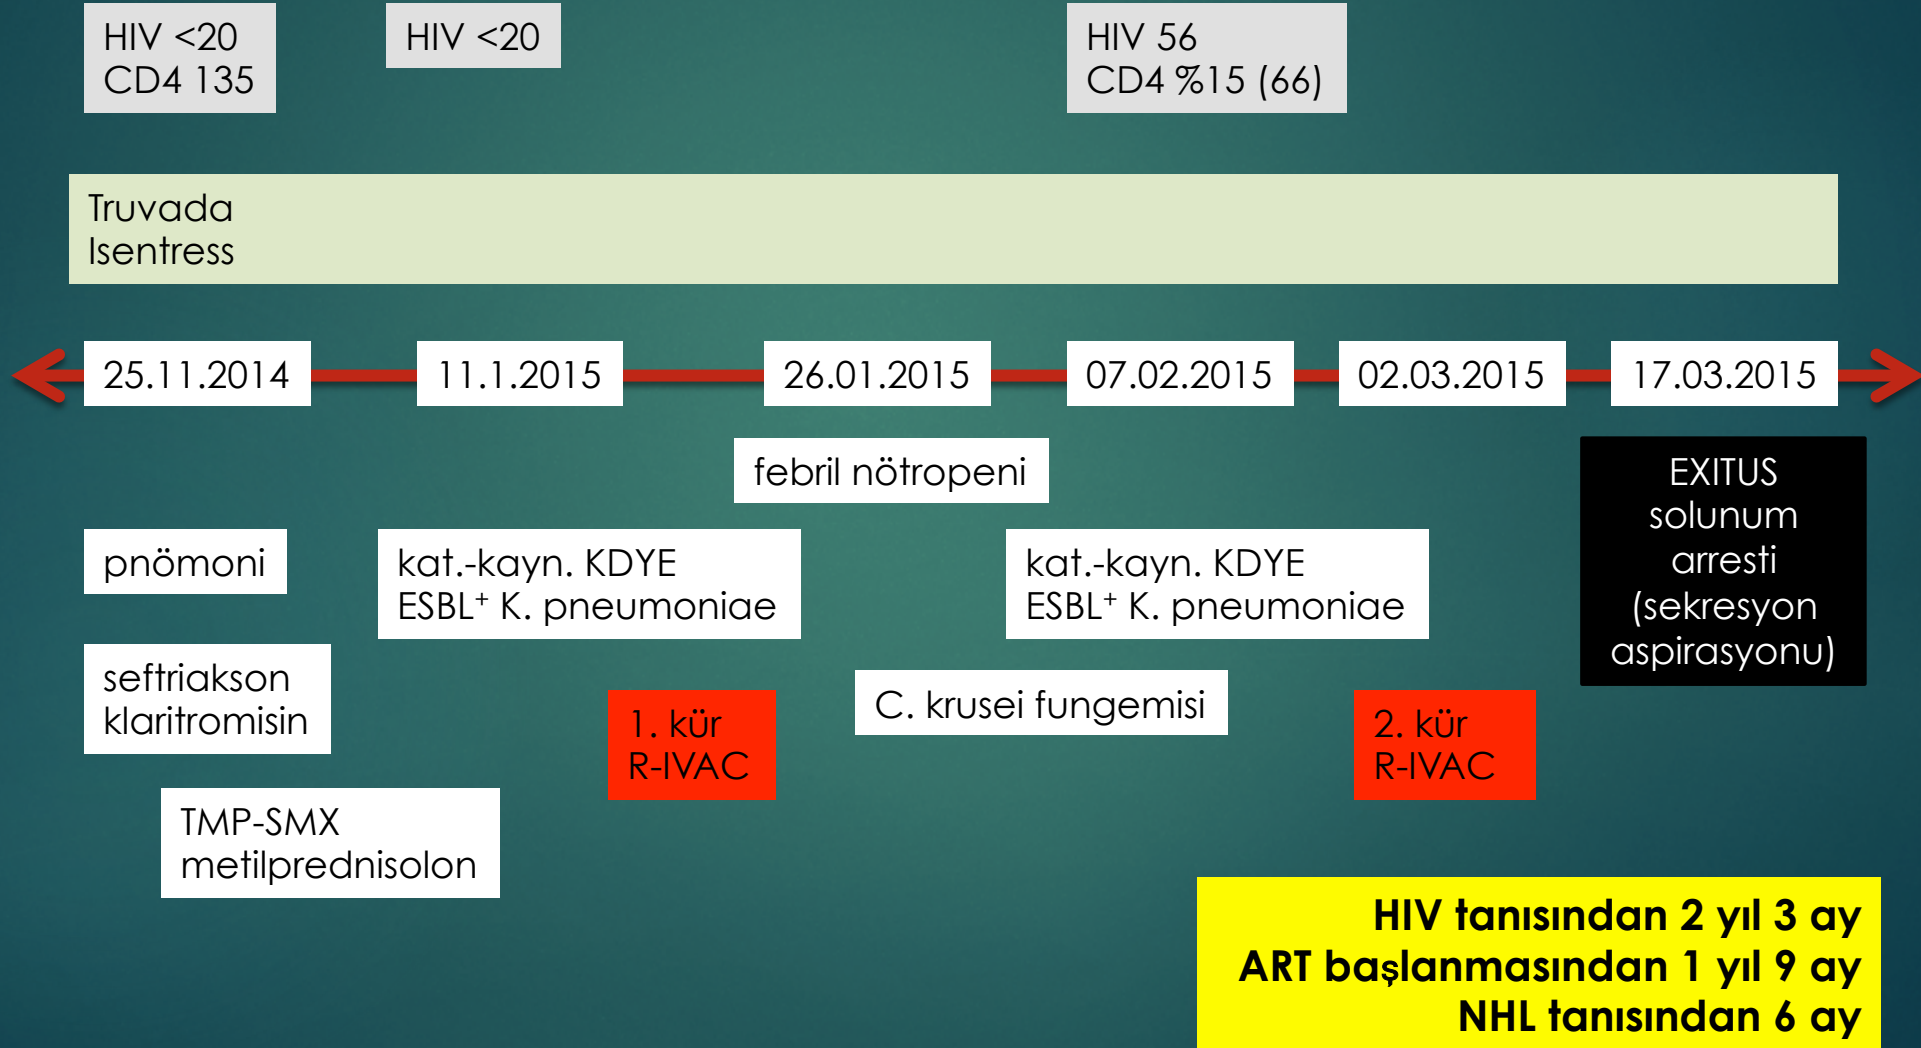 HIV <20
CD4 135
HIV <20
HIV 56
CD4 %15 (66)
Truvada
Isentress
25.11.2014
11.1.2015
26.01.2015
07.02.2015
02.03.2015
17.03.2015
febril nötropeni
EXITUS
solunum
arresti
(sekresyon
aspirasyonu)
pnömoni
kat.-kayn. KDYE
ESBL⁺ K. pneumoniae
kat.-kayn. KDYE
ESBL⁺ K. pneumoniae
seftriakson
klaritromisin
1. kür
R-IVAC
C. krusei fungemisi
2. kür
R-IVAC
TMP-SMX
metilprednisolon
HIV tanısından 2 yıl 3 ay
ART başlanmasından 1 yıl 9 ay
NHL tanısından 6 ay